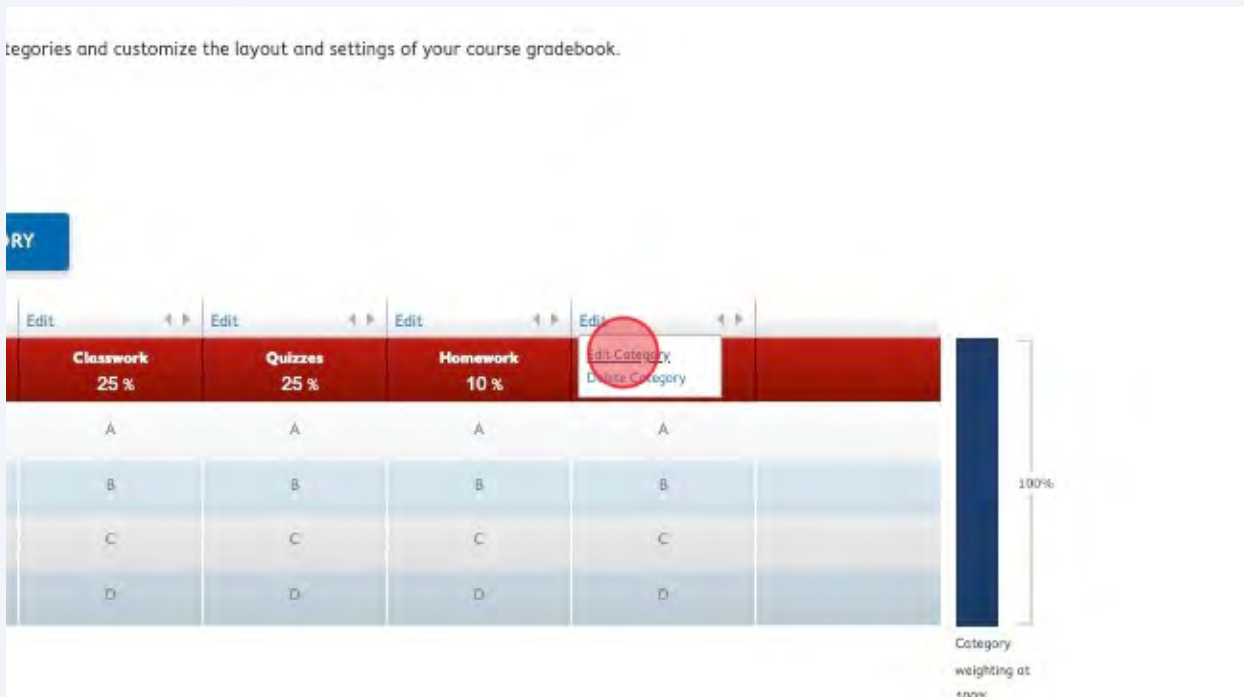 tegories and customize the layout and settings of your course gradebook.
RY
Edit Edit Edit Edit
Classwork Quizzes Homework Edit Category
25 % 25 % 10 % Delete Category
A A A A
B B B B
100%
C C C C
D D D D
Category
weighting at
100%